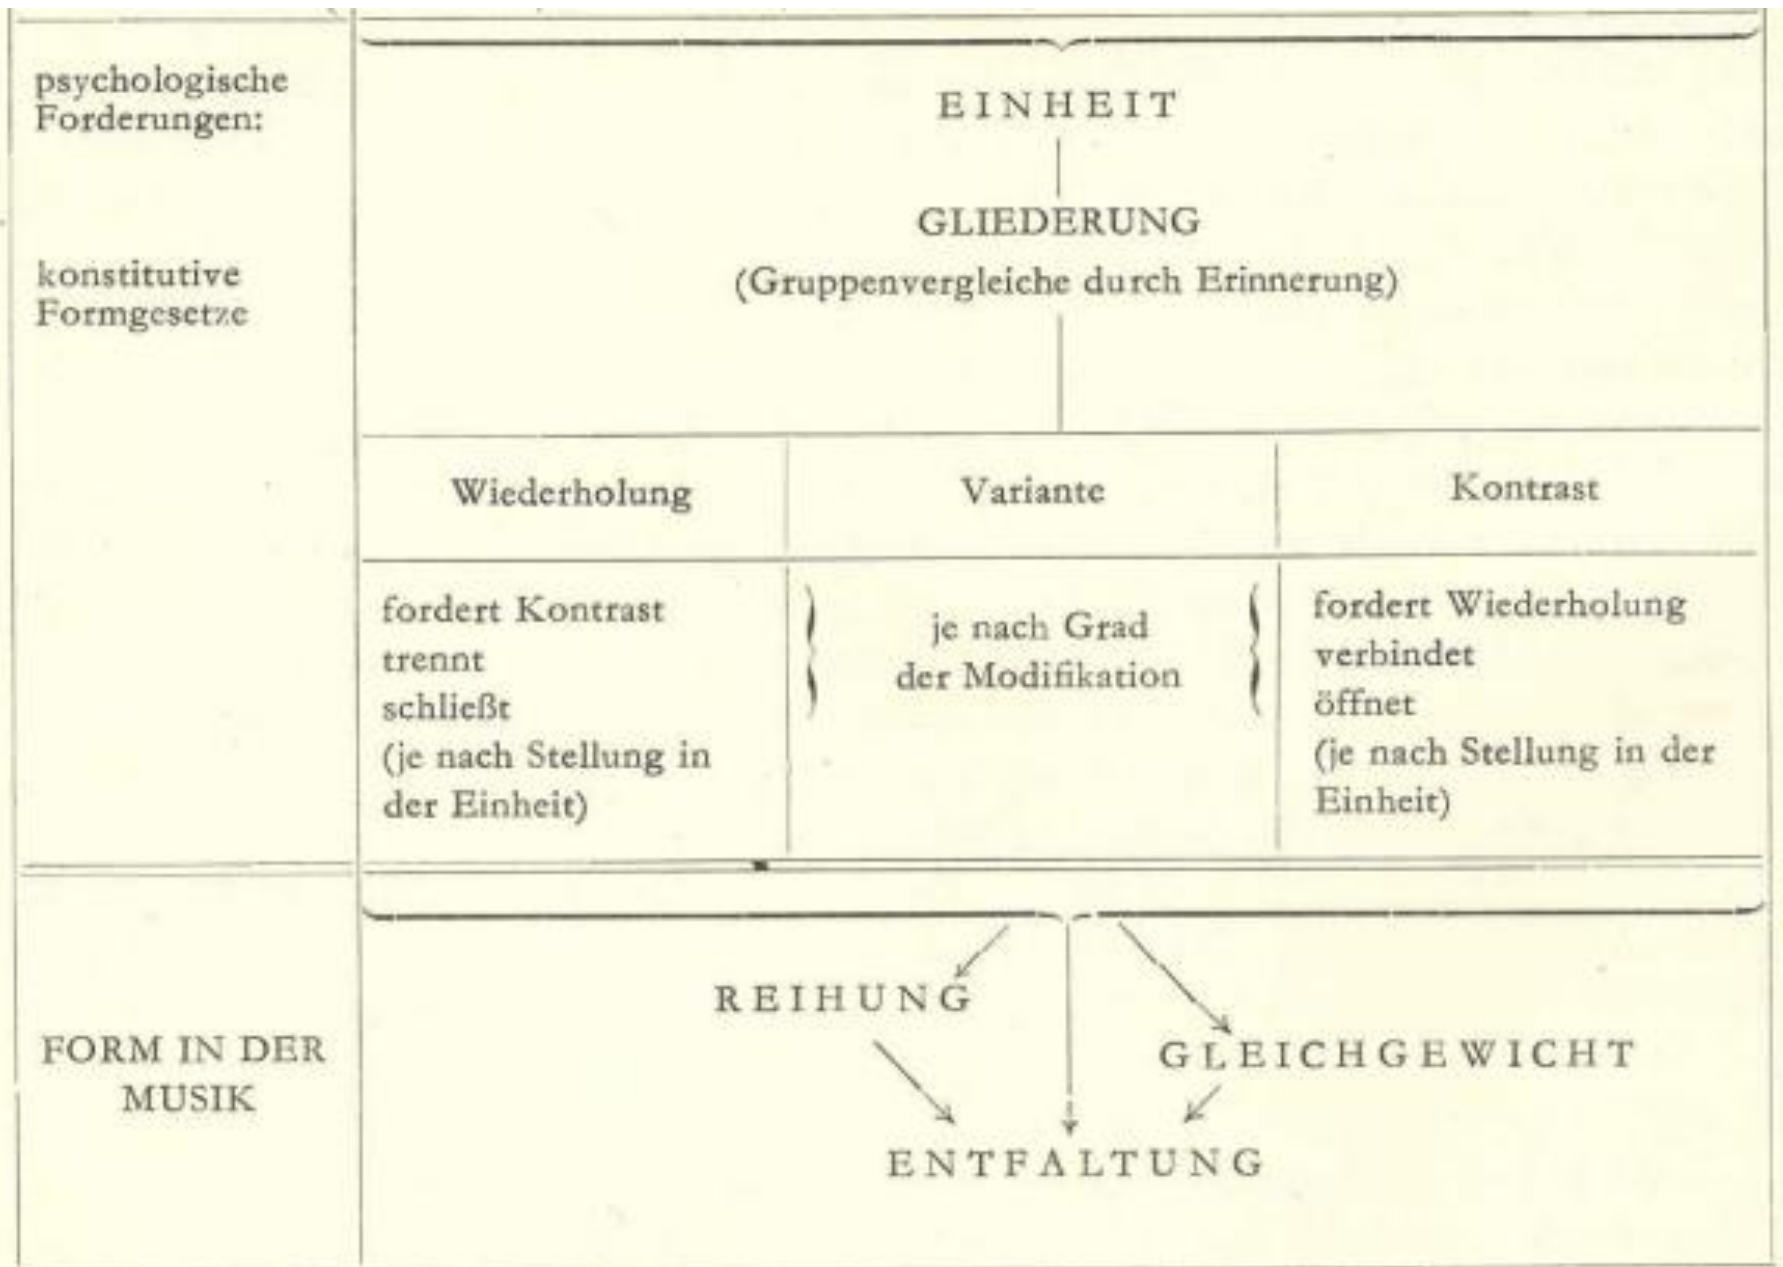 psychologische
Forderungen:
EINHEIT
GLIEDERUNG
(Gruppenvergleiche durch Erinnerung)
konstitutive
Formgesetze
Wiederholung
Variante
Kontrast
fordert Kontrast
trennt
schließt
(je nach Stellung in
der Einheit)
je nach Grad
der Modifikation
fordert Wiederholung
verbindet
öffnet
(je nach Stellung in der
Einheit)
FORM IN DER
MUSIK
REIHUNG
GLEICHGEWICHT
ENTFALTUNG